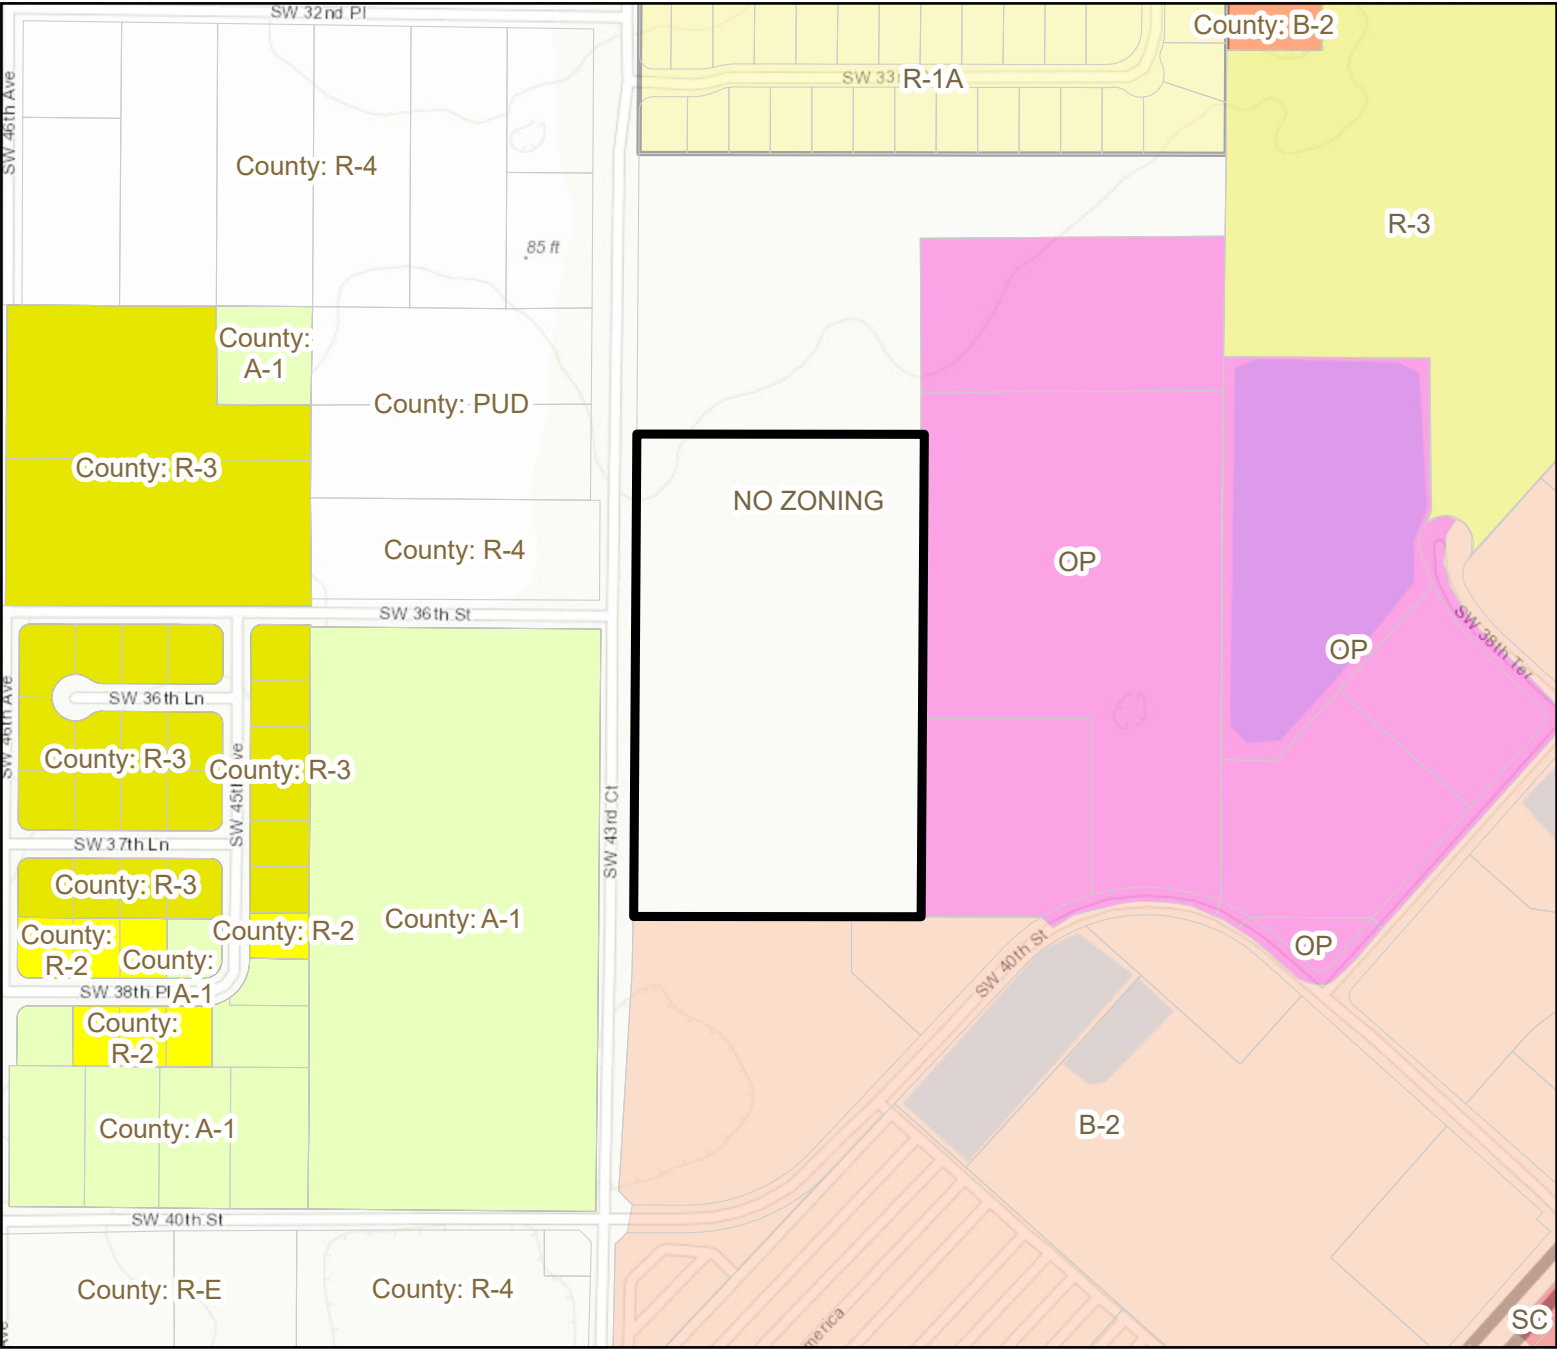 SW 32nd Pl
County: B-2
SW 46th Ave
SW 33
R-1A
County: R-4
R-3
85 ft
County:
A-1
County: PUD
County: R-3
NO ZONING
County: R-4
OP
SW 36th St
SW 38th Ter
OP
SW 36th Ln
SW 46th Ave
County: R-3
County: R-3
SW 45th Ave
SW 43rd Ct
SW 37th Ln
County: R-3
County: A-1
County: R-2
County:
R-2
County:
A-1
OP
SW 40th St
SW 38th Pl
County:
R-2
County: A-1
B-2
SW 40th St
County: R-E
County: R-4
SC
merica
Ave